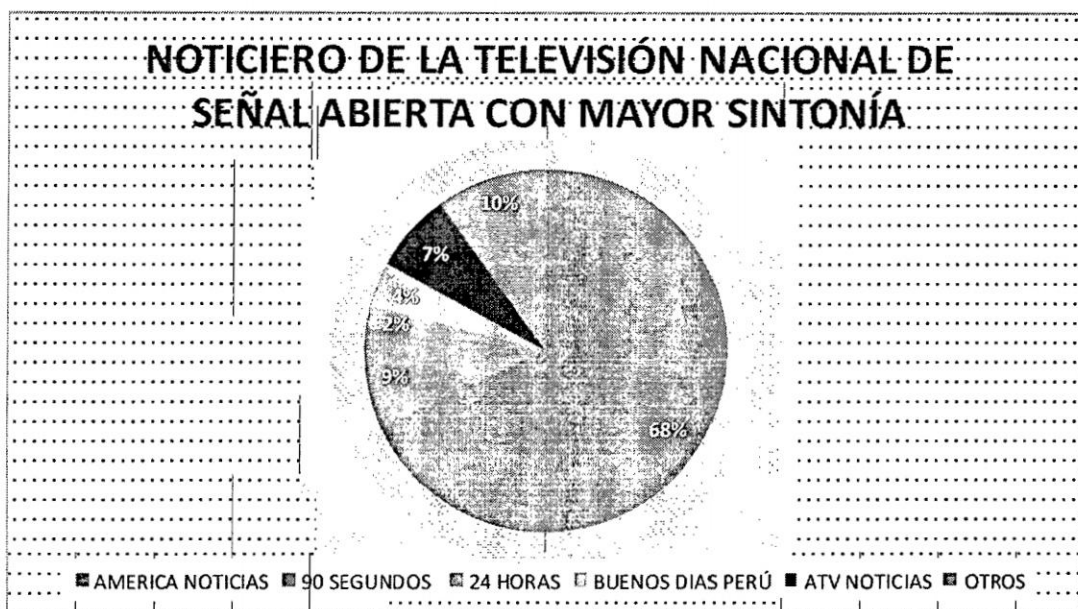 NOTICIERO DE LA TELEVISIÓN NACIONAL DE
SEÑAL ABIERTA CON MAYOR SINTONÍA
10%
7%
4%
2%
9%
68%
AMERICA NOTICIAS 90 SEGUNDOS 24 HORAS BUENOS DIAS PERÚ ATV NOTICIAS OTROS